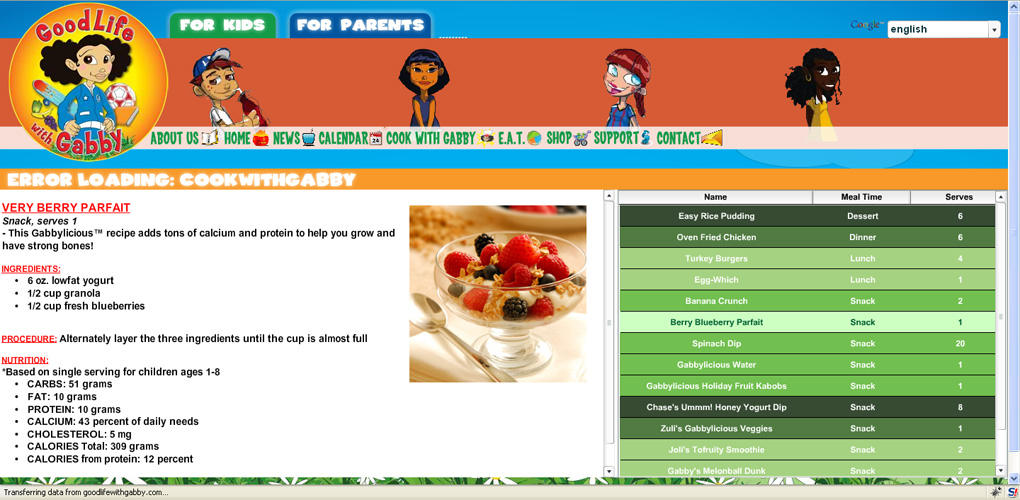 GoodLife
with Gabby
FOR KIDS
FOR PARENTS
Google™
english
ABOUT US
HOME
NEWS
CALENDAR
24
COOK WITH GABBY
E.A.T.
SHOP
SUPPORT
CONTACT
ERROR LOADING: COOKWITHGABBY
VERY BERRY PARFAIT
Snack, serves 1
- This Gabbylicious™ recipe adds tons of calcium and protein to help you grow and
have strong bones!
INGREDIENTS:
• 6 oz. lowfat yogurt
• 1/2 cup granola
• 1/2 cup fresh blueberries
PROCEDURE: Alternately layer the three ingredients until the cup is almost full
NUTRITION:
*Based on single serving for children ages 1-8
• CARBS: 51 grams
• FAT: 10 grams
• PROTEIN: 10 grams
• CALCIUM: 43 percent of daily needs
• CHOLESTEROL: 5 mg
• CALORIES Total: 309 grams
• CALORIES from protein: 12 percent
Name Meal Time Serves
Easy Rice Pudding Dessert 6
Oven Fried Chicken Dinner 6
Turkey Burgers Lunch 4
Egg-Which Lunch 1
Banana Crunch Snack 2
Berry Blueberry Parfait Snack 1
Spinach Dip Snack 20
Gabbylicious Water Snack 1
Gabbylicious Holiday Fruit Kabobs Snack 1
Chase's Ummm! Honey Yogurt Dip Snack 8
Zuli's Gabbylicious Veggies Snack 1
Joli's Tofruity Smoothie Snack 2
Gabby's Melonball Dunk Snack 2
Transferring data from goodlifewithgabby.com...